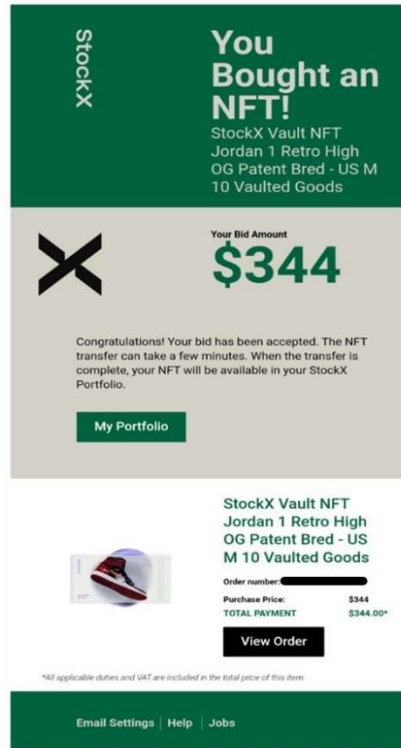 StockX
You
Bought an
NFT!
StockX Vault NFT
Jordan 1 Retro High
OG Patent Bred - US M
10 Vaulted Goods
Your Bid Amount
$344
Congratulations! Your bid has been accepted. The NFT
transfer can take a few minutes. When the transfer is
complete, your NFT will be available in your StockX
Portfolio.
My Portfolio
StockX Vault NFT
Jordan 1 Retro High
OG Patent Bred - US
M 10 Vaulted Goods
Order number:
Purchase Price: $344
TOTAL PAYMENT $344.00*
View Order
*All applicable duties and VAT are included in the total price of this item.
Email Settings | Help | Jobs